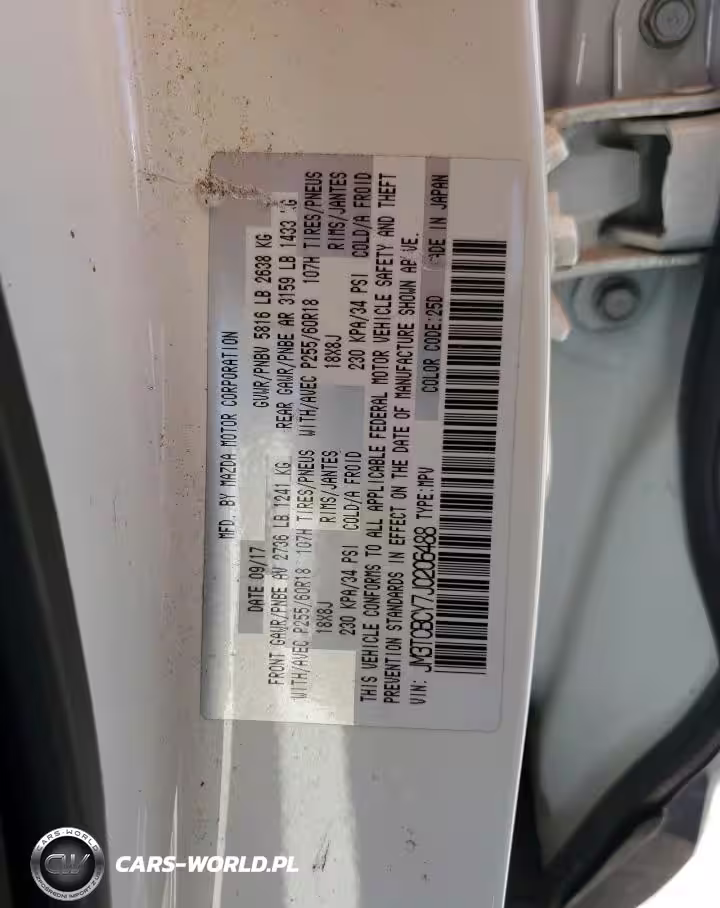 MFD. BY MAZDA MOTOR CORPORATION
DATE 09/17 GVWR/PNBV 5816 LB 2638 KG
FRONT GAWR/PNBE AV 2736 LB 1241 KG REAR GAWR/PNBE AR 3159 LB 1433 KG
WITH/AVEC P255/60R18 107H TIRES/PNEUS WITH/AVEC P255/60R18 107H TIRES/PNEUS
18X8J RIMS/JANTES 18X8J RIMS/JANTES
230 KPA/34 PSI COLD/A FROID 230 KPA/34 PSI COLD/A FROID
THIS VEHICLE CONFORMS TO ALL APPLICABLE FEDERAL MOTOR VEHICLE SAFETY AND THEFT
PREVENTION STANDARDS IN EFFECT ON THE DATE OF MANUFACTURE SHOWN ABOVE.
VIN: JM3TCBCY7J0206488 TYPE:MPV COLOR CODE:25D MADE IN JAPAN
CARS-WORLD
CW
CARS-WORLD.PL